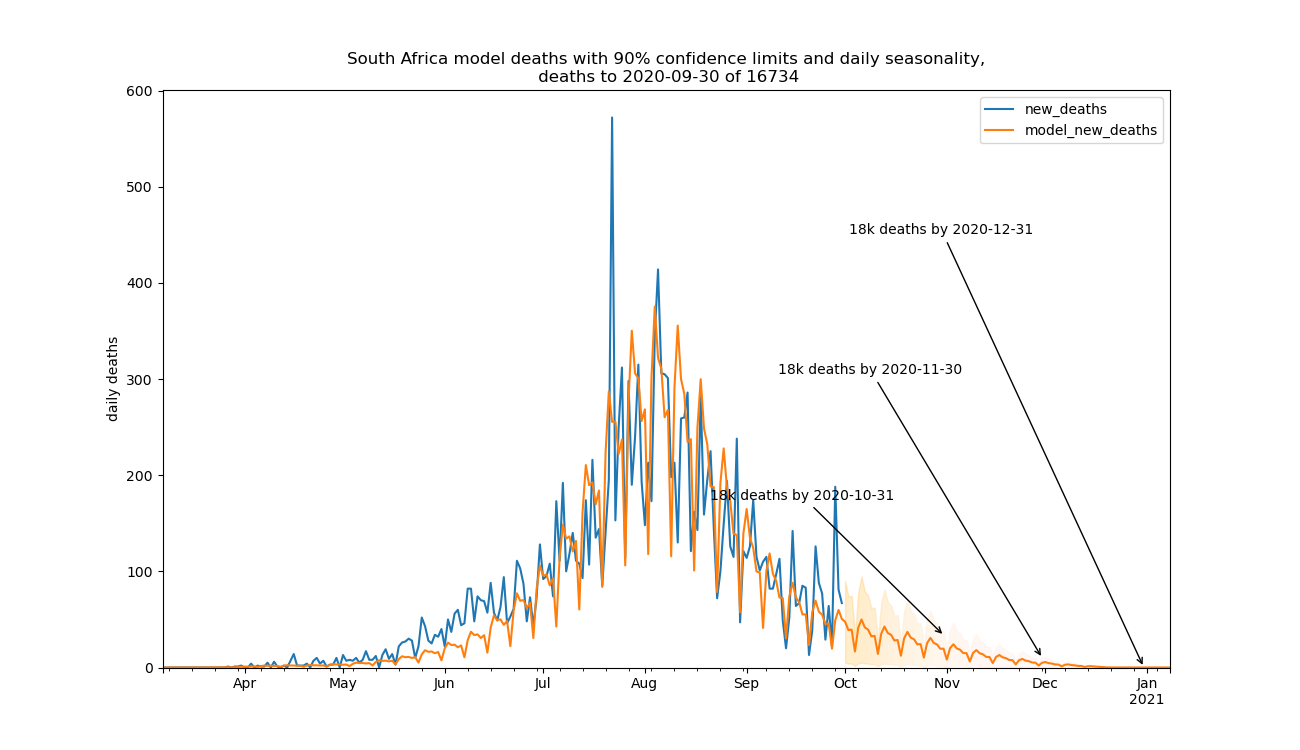 South Africa model deaths with 90% confidence limits and daily seasonality,
deaths to 2020-09-30 of 16734
600
new_deaths
model_new_deaths
500
18k deaths by 2020-12-31
400
daily deaths
300
18k deaths by 2020-11-30
200
18k deaths by 2020-10-31
100
0
Apr May Jun Jul Aug Sep Oct Nov Dec Jan
2021